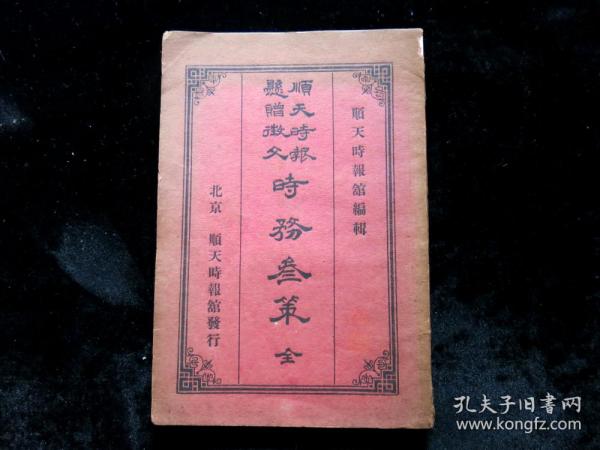 順天時報館編輯
順天時報
懸贈徵文
時務叁策 全
北京 順天時報館發行
孔夫子旧书网
www.kongfz.com